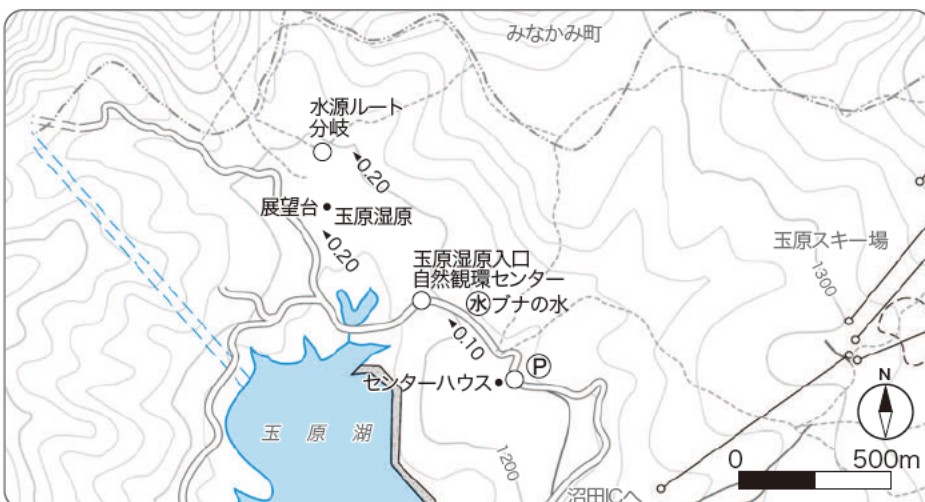 みなかみ町
水源ルート
分岐
0.20
展望台
玉原湿原
0.20
玉原湿原入口
自然観環センター
玉原スキー場
1300
水
ブナの水
0.10
P
センターハウス
N
玉原湖
1200
0
500m
沼田ICへ